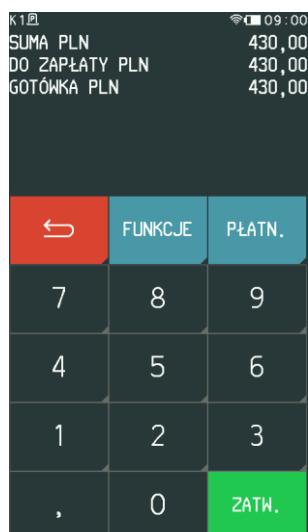 K1 P 09:00
SUMA PLN 430,00
DO ZAPŁATY PLN 430,00
GOTÓWKA PLN 430,00
FUNKCJE PŁATN.
7 8 9
4 5 6
1 2 3
, 0 ZATW.